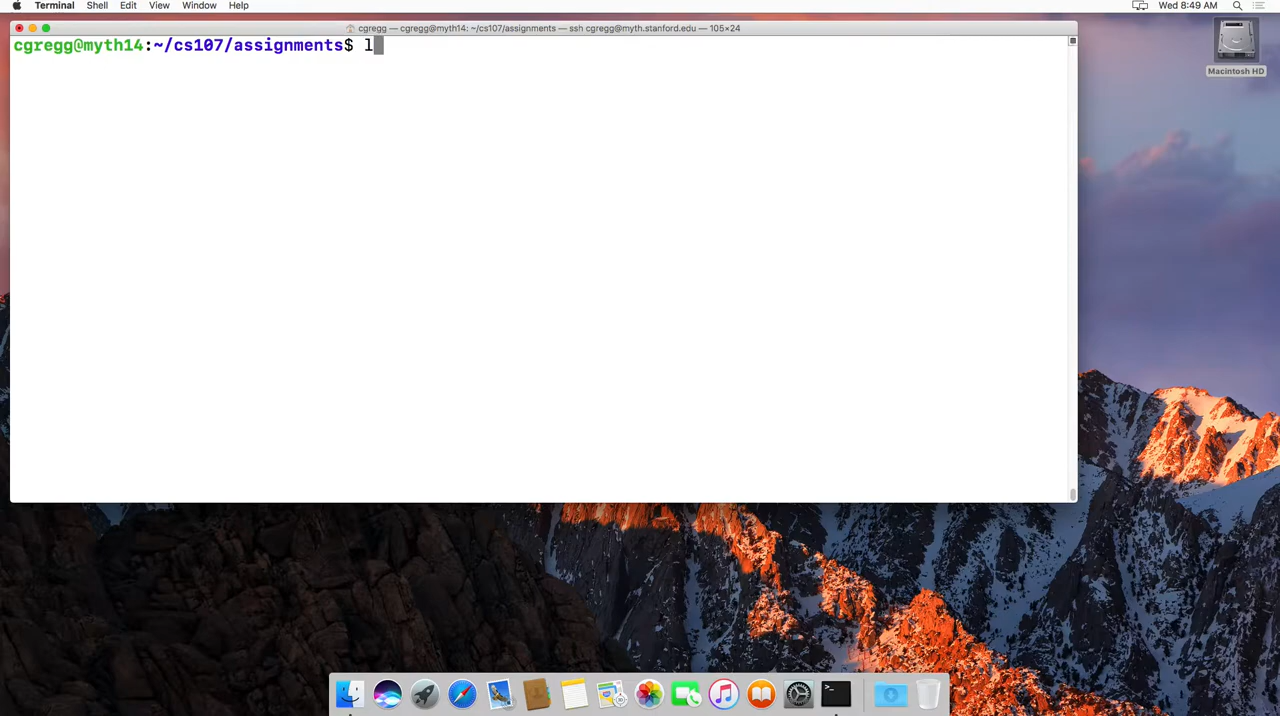 Terminal Shell Edit View Window Help Wed 8:49 AM
cgregg — cgregg@myth14: ~/cs107/assignments — ssh cgregg@myth.stanford.edu — 105×24
cgregg@myth14:~/cs107/assignments$ l
Macintosh HD